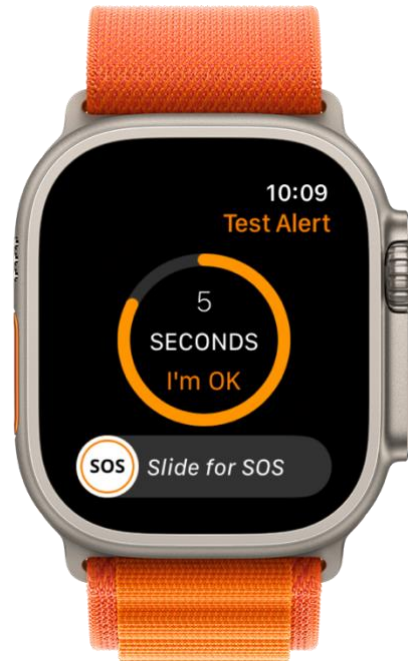 10:09
Test Alert
5
SECONDS
I'm OK
SOS Slide for SOS